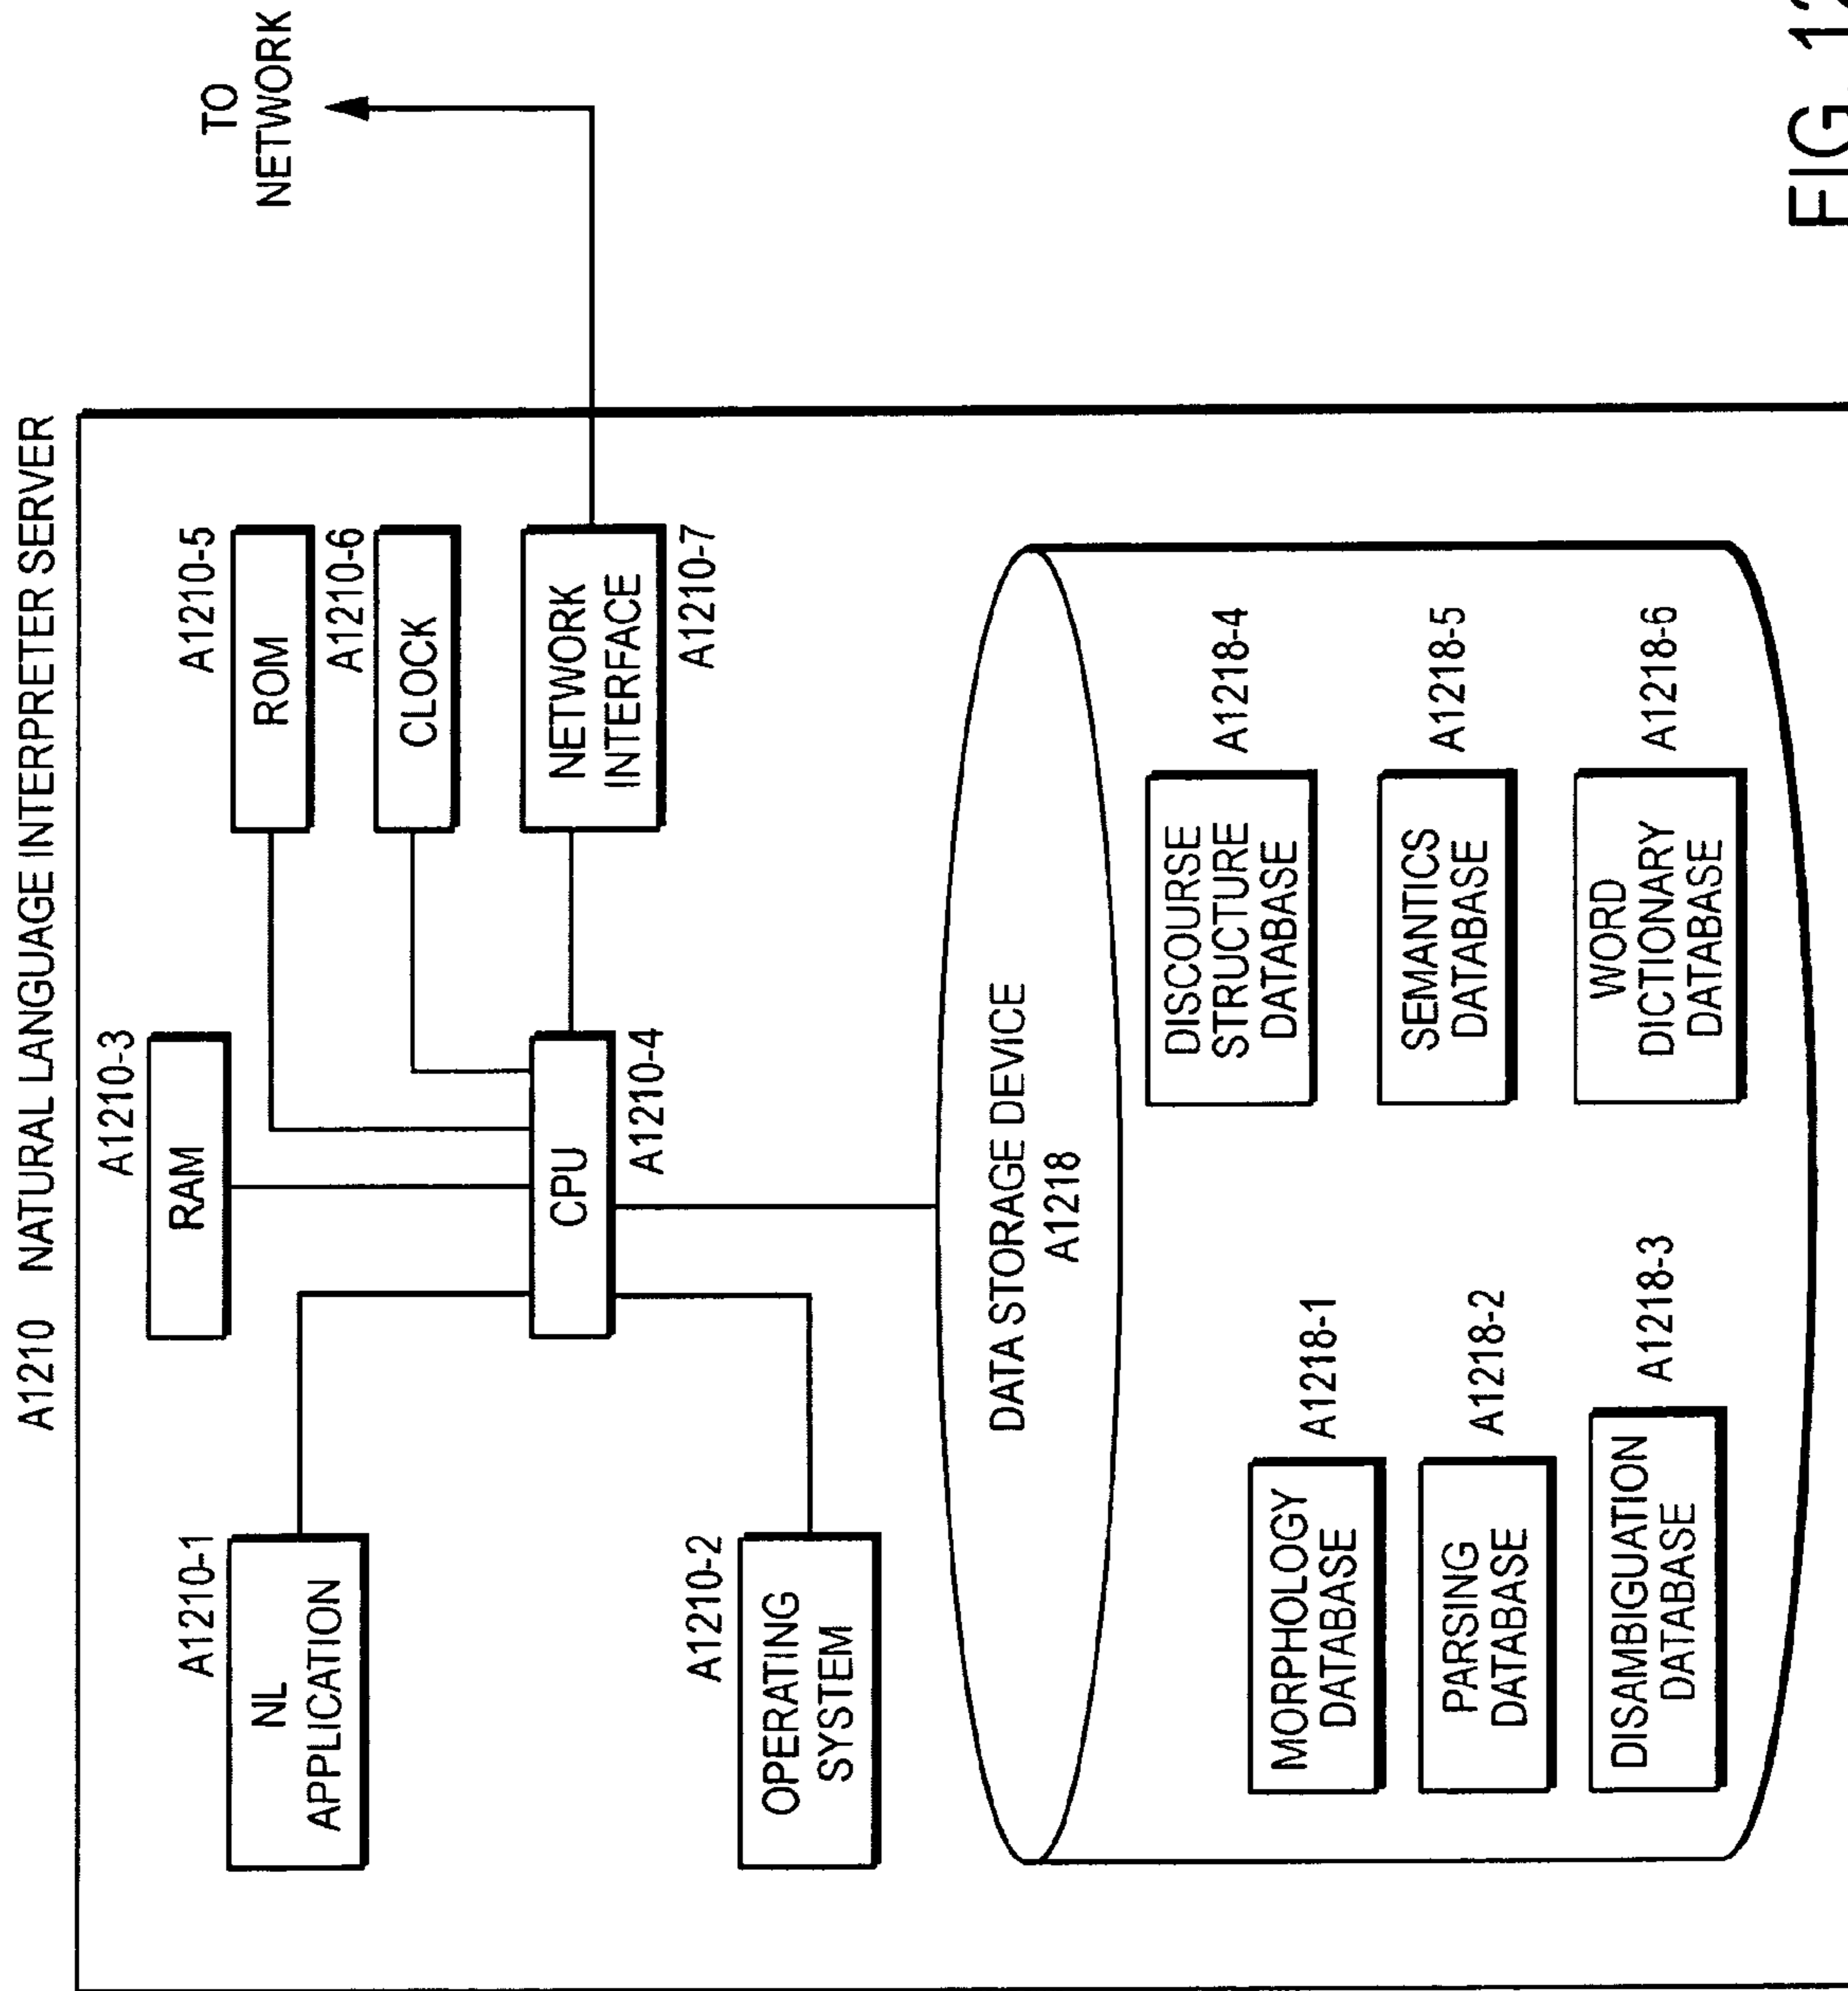 A1210 NATURAL LANGUAGE INTERPRETER SERVER
TO
NETWORK
A1210-1
NL
APPLICATION
A1210-2
OPERATING
SYSTEM
A1210-3
RAM
CPU
A1210-4
A1210-5
ROM
A1210-6
CLOCK
NETWORK
INTERFACE
A1210-7
DATA STORAGE DEVICE
A1218
MORPHOLOGY
DATABASE
A1218-1
PARSING
DATABASE
A1218-2
DISAMBIGUATION
DATABASE
A1218-3
DISCOURSE
STRUCTURE
DATABASE
A1218-4
SEMANTICS
DATABASE
A1218-5
WORD
DICTIONARY
DATABASE
A1218-6
FIG. 12